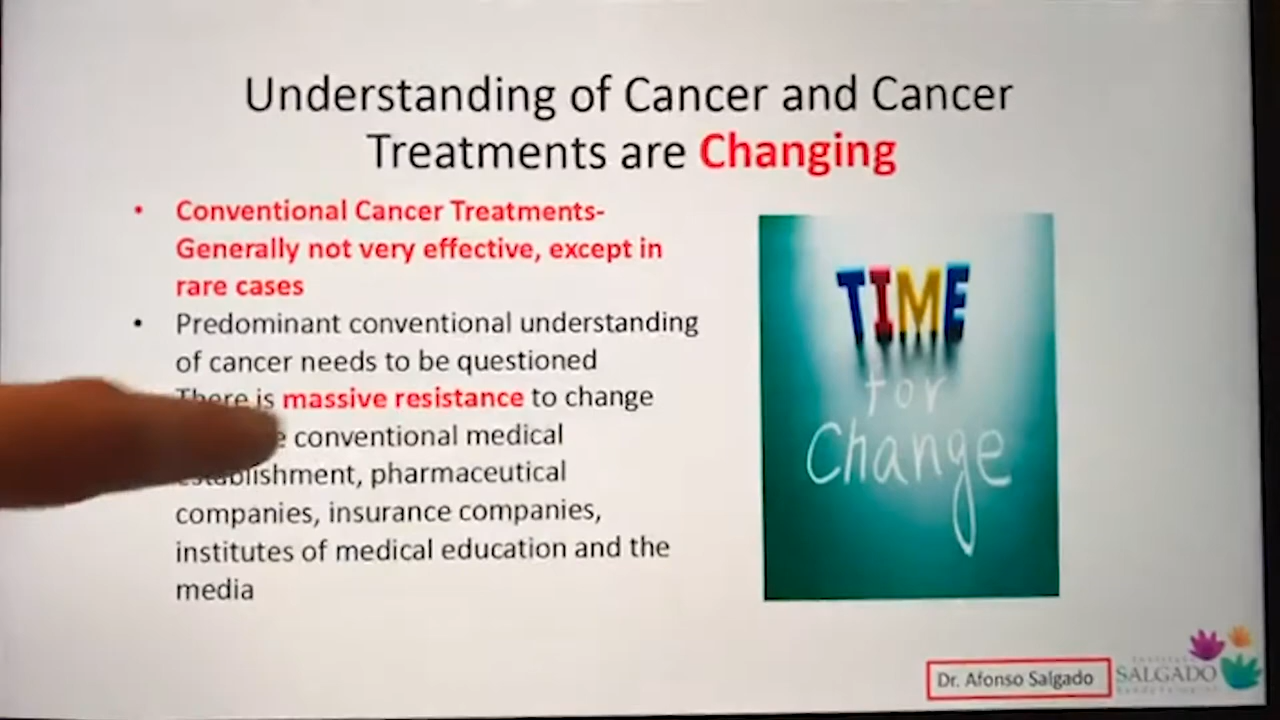 Understanding of Cancer and Cancer
Treatments are Changing
• Conventional Cancer Treatments-
Generally not very effective, except in
rare cases
• Predominant conventional understanding
of cancer needs to be questioned
There is massive resistance to change
conventional medical
establishment, pharmaceutical
companies, insurance companies,
institutes of medical education and the
media
TIME
for
Change
Dr. Afonso Salgado
SALGADO